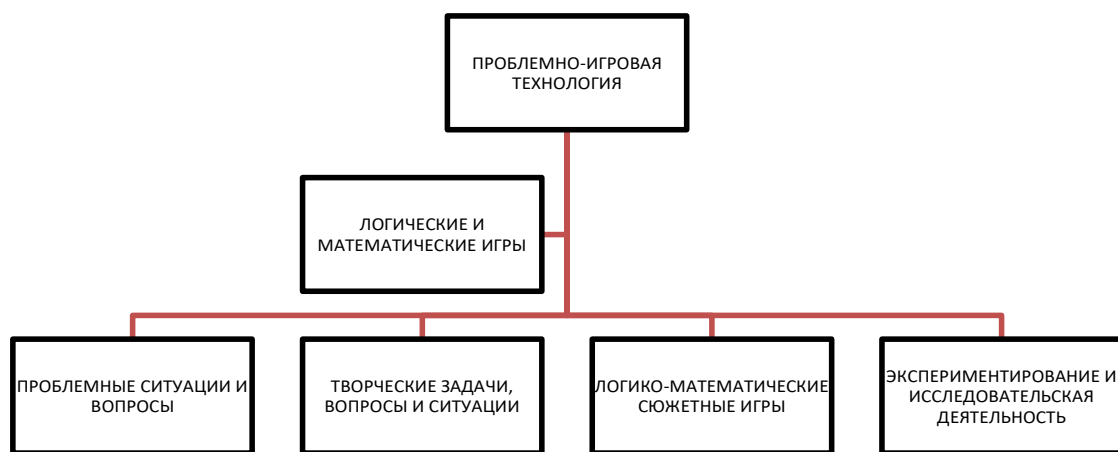 ПРОБЛЕМНО-ИГРОВАЯ
ТЕХНОЛОГИЯ
ЛОГИЧЕСКИЕ И
МАТЕМАТИЧЕСКИЕ ИГРЫ
ПРОБЛЕМНЫЕ СИТУАЦИИ И
ВОПРОСЫ
ТВОРЧЕСКИЕ ЗАДАЧИ,
ВОПРОСЫ И СИТУАЦИИ
ЛОГИКО-МАТЕМАТИЧЕСКИЕ
СЮЖЕТНЫЕ ИГРЫ
ЭКСПЕРИМЕНТИРОВАНИЕ И
ИССЛЕДОВАТЕЛЬСКАЯ
ДЕЯТЕЛЬНОСТЬ